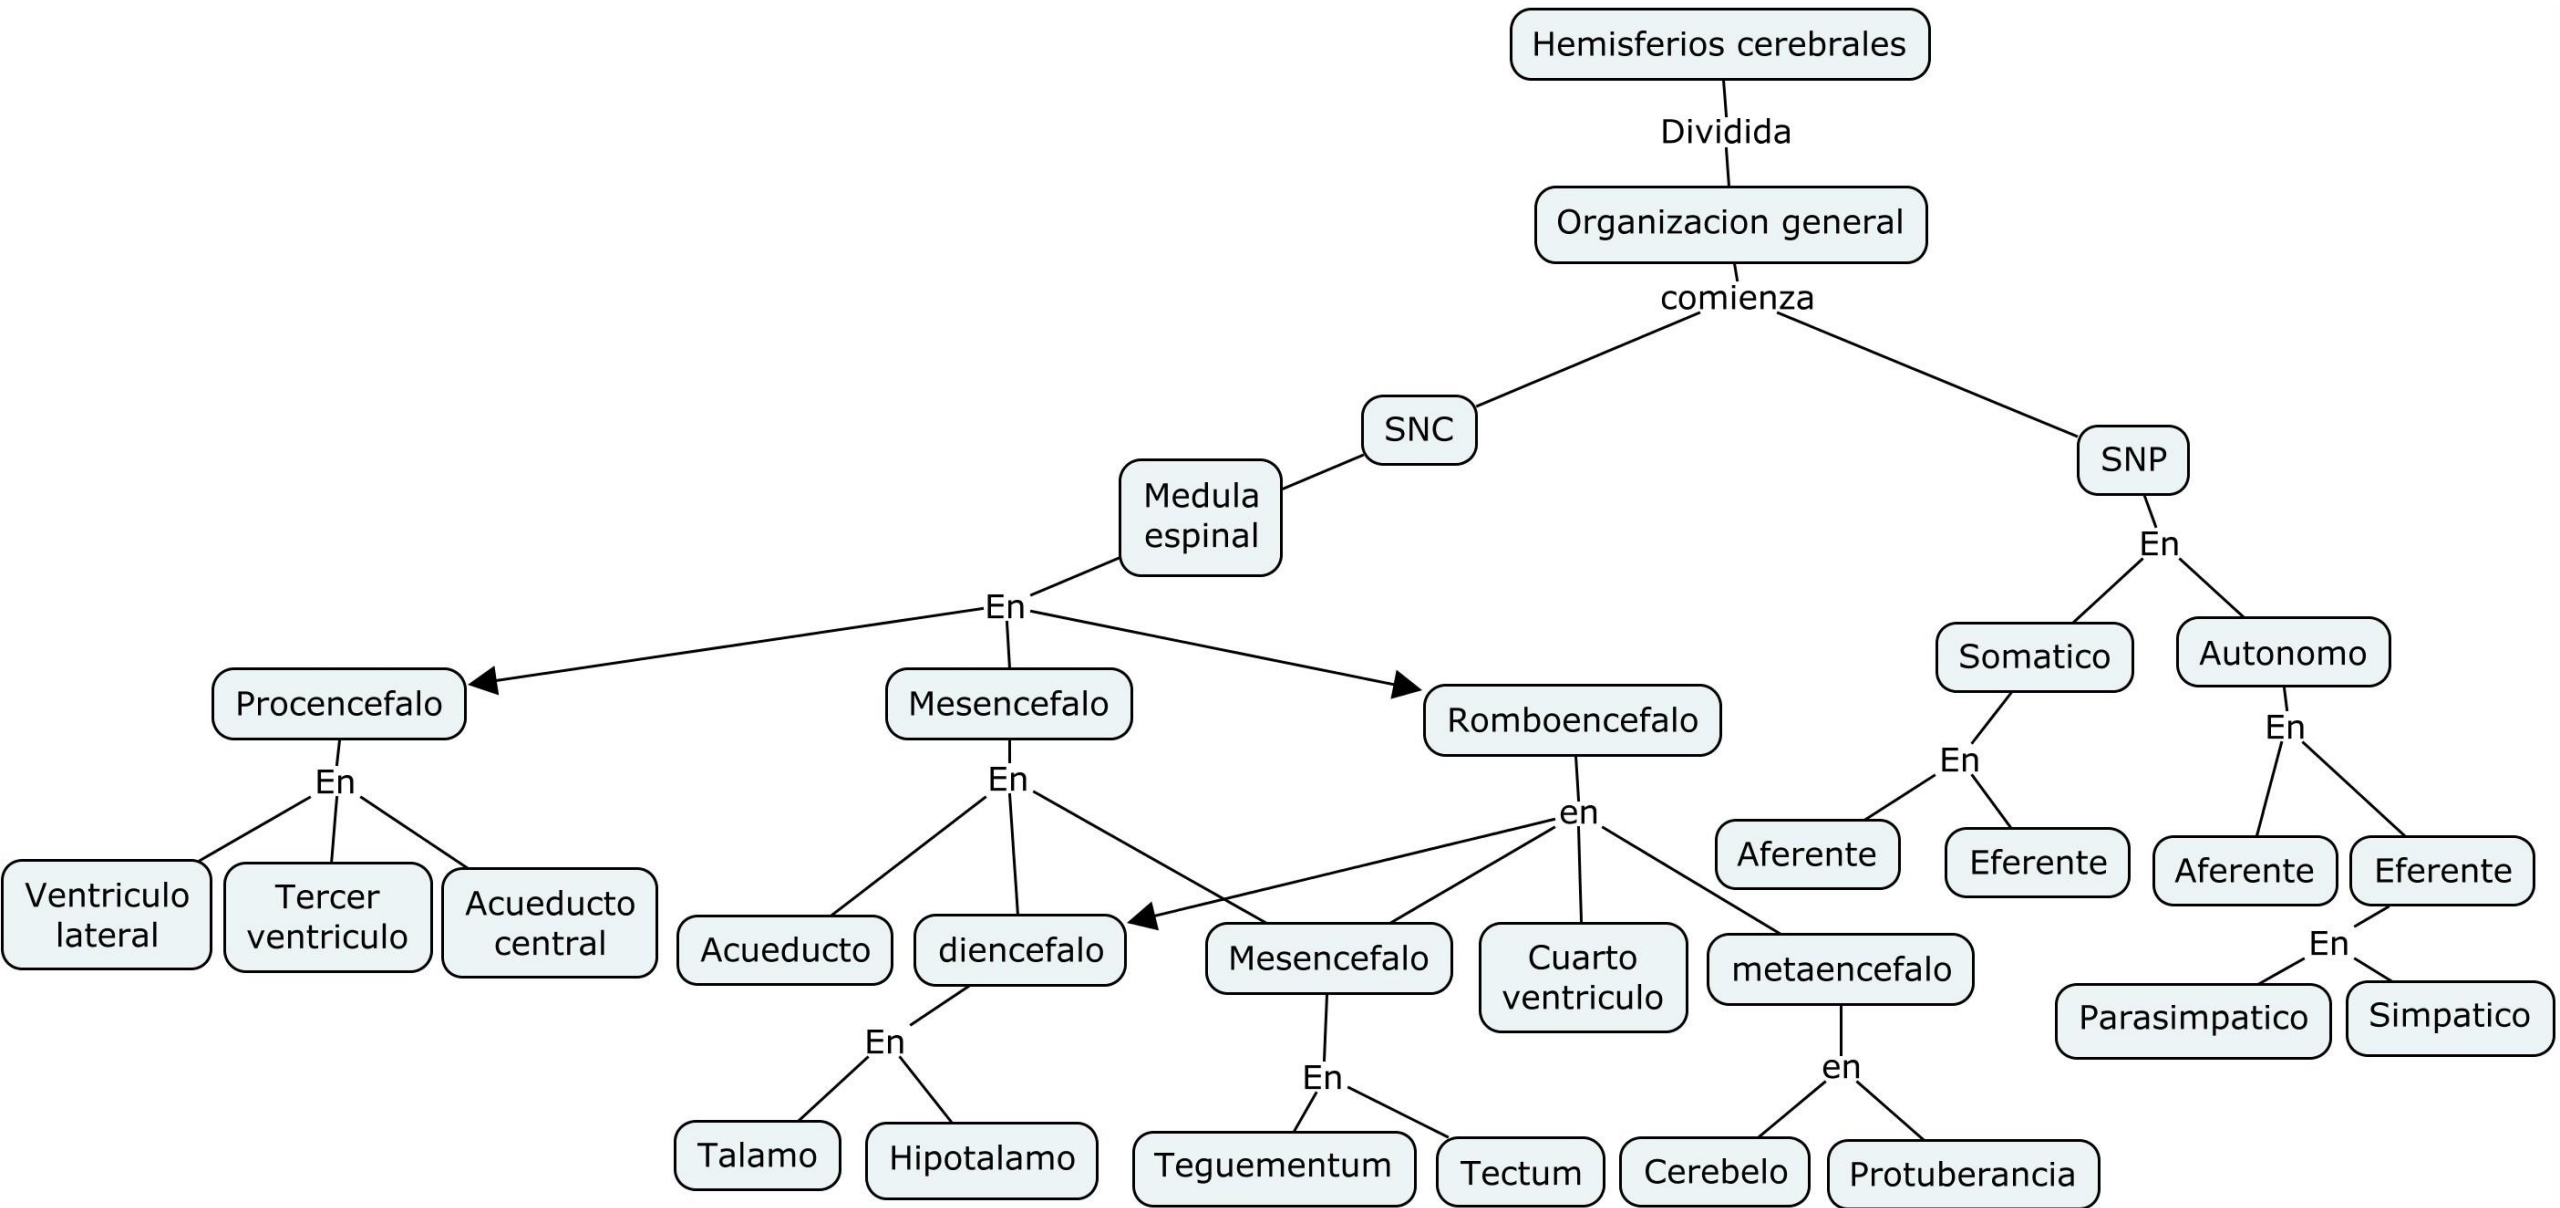 Hemisferios cerebrales
Dividida
Organizacion general
comienza
SNC
SNP
Medula
espinal
En
En
Procencefalo
Mesencefalo
Romboencefalo
Somatico
Autonomo
En
En
en
En
En
Ventriculo
lateral
Tercer
ventriculo
Acueducto
central
Acueducto
diencefalo
Mesencefalo
Cuarto
ventriculo
metaencefalo
Aferente
Eferente
Aferente
Eferente
En
Parasimpatico
Simpatico
En
En
en
Talamo
Hipotalamo
Teguementum
Tectum
Cerebelo
Protuberancia